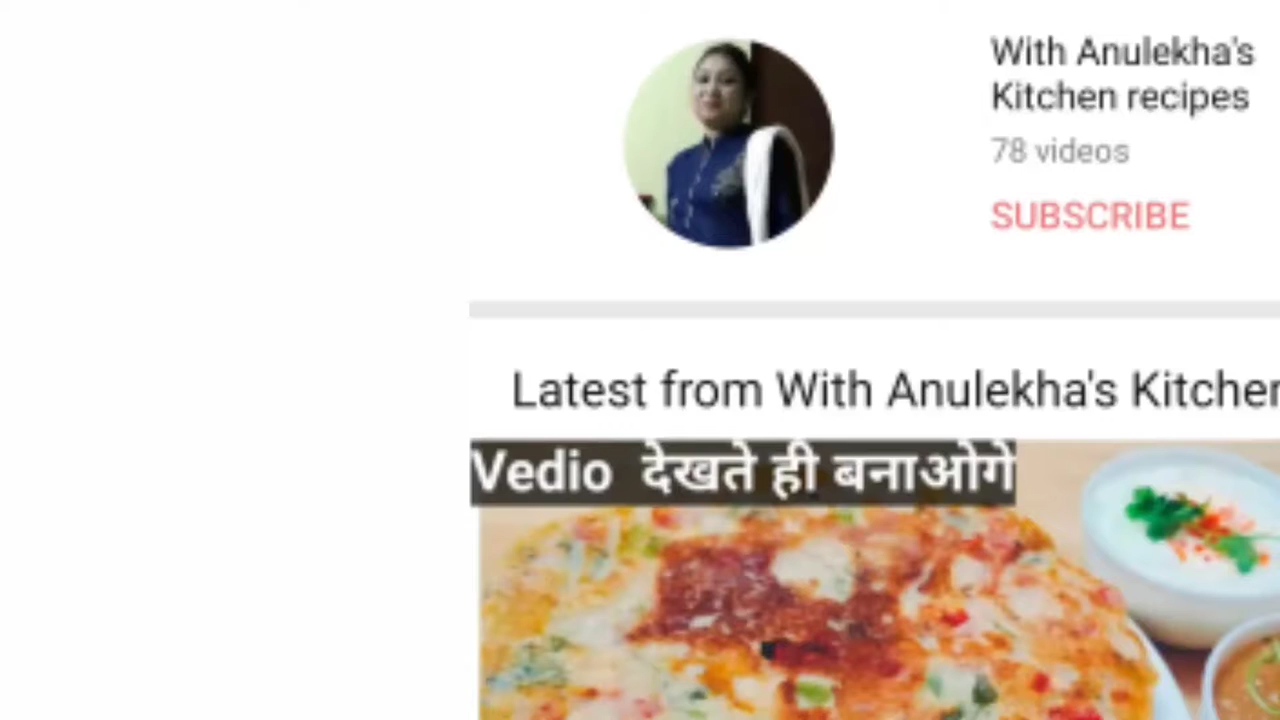 With Anulekha's
Kitchen recipes
78 videos
SUBSCRIBE
Latest from With Anulekha's Kitchen
Vedio देखते ही बनाओगे